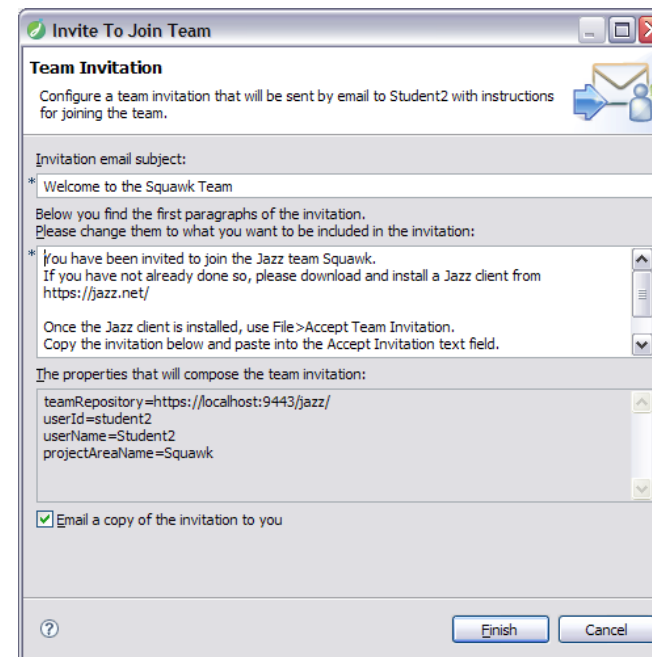 Invite To Join Team
Team Invitation
Configure a team invitation that will be sent by email to Student2 with instructions
for joining the team.
Invitation email subject:
* Welcome to the Squawk Team
Below you find the first paragraphs of the invitation.
Please change them to what you want to be included in the invitation:
* You have been invited to join the Jazz team Squawk.
If you have not already done so, please download and install a Jazz client from
https://jazz.net/
Once the Jazz client is installed, use File>Accept Team Invitation.
Copy the invitation below and paste into the Accept Invitation text field.
The properties that will compose the team invitation:
teamRepository=https://localhost:9443/jazz/
userId=student2
userName=Student2
projectAreaName=Squawk
Email a copy of the invitation to you
Finish Cancel